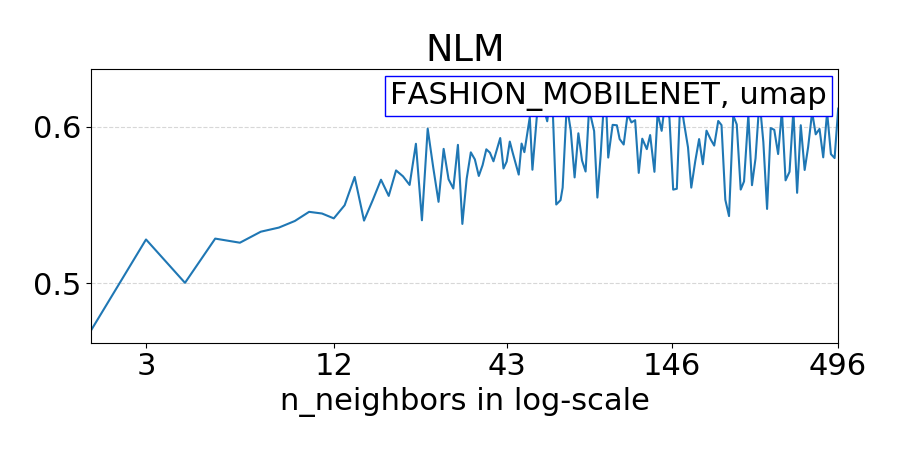 NLM
FASHION_MOBILENET, umap
0.6
0.5
3 12 43 146 496
n_neighbors in log-scale